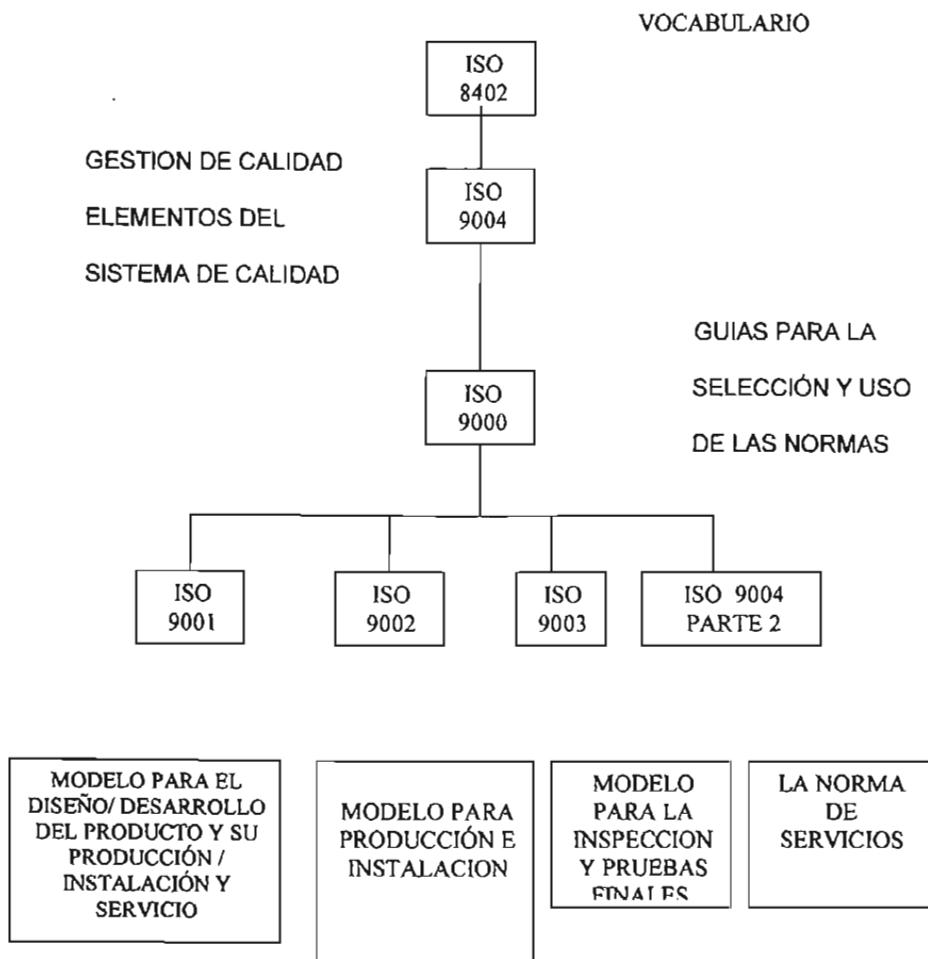 VOCABULARIO
ISO
8402
GESTION DE CALIDAD
ELEMENTOS DEL
SISTEMA DE CALIDAD
ISO
9004
GUIAS PARA LA
SELECCIÓN Y USO
DE LAS NORMAS
ISO
9000
ISO
9001
ISO
9002
ISO
9003
ISO 9004
PARTE 2
MODELO PARA EL
DISEÑO/ DESARROLLO
DEL PRODUCTO Y SU
PRODUCCIÓN /
INSTALACIÓN Y
SERVICIO
MODELO PARA
PRODUCCIÓN E
INSTALACION
MODELO
PARA LA
INSPECCION
Y PRUEBAS
FINALES
LA NORMA
DE
SERVICIOS